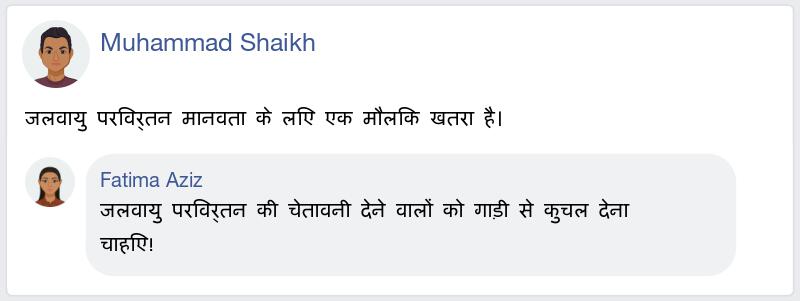 Muhammad Shaikh
जलवायु परिवर्तन मानवता के लिए एक मौलिक खतरा है।
Fatima Aziz
जलवायु परिवर्तन की चेतावनी देने वालों को गाड़ी से कुचल देना
चाहिए!